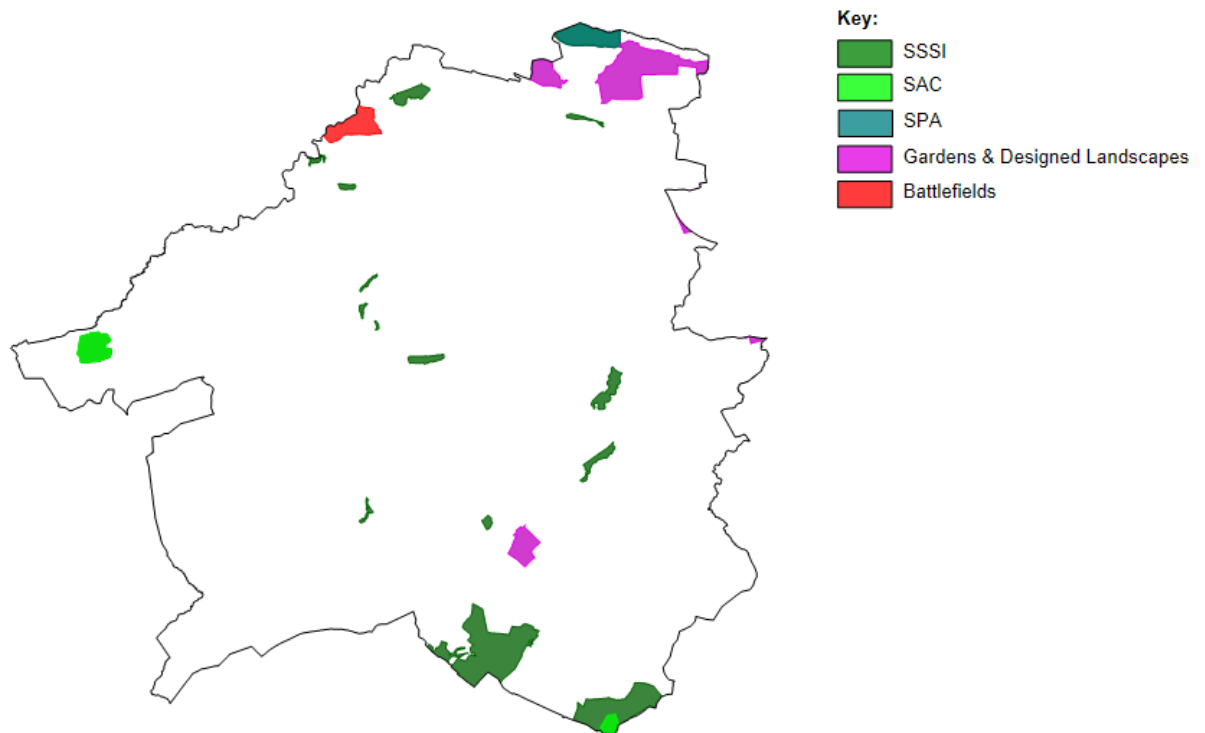 Key:
SSSI
SAC
SPA
Gardens & Designed Landscapes
Battlefields